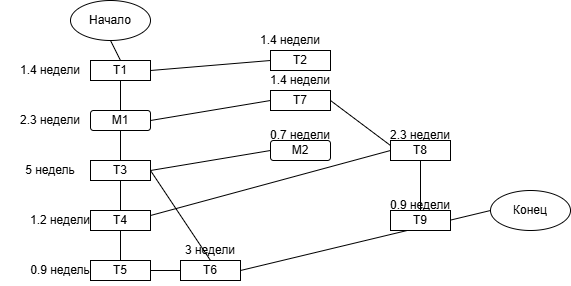 Начало
1.4 недели
1.4 недели
T1
T2
1.4 недели
2.3 недели
M1
T7
0.7 недели
2.3 недели
5 недель
T3
M2
T8
1.2 недели
T4
0.9 недели
T9
Конец
3 недели
0.9 недель
T5
T6